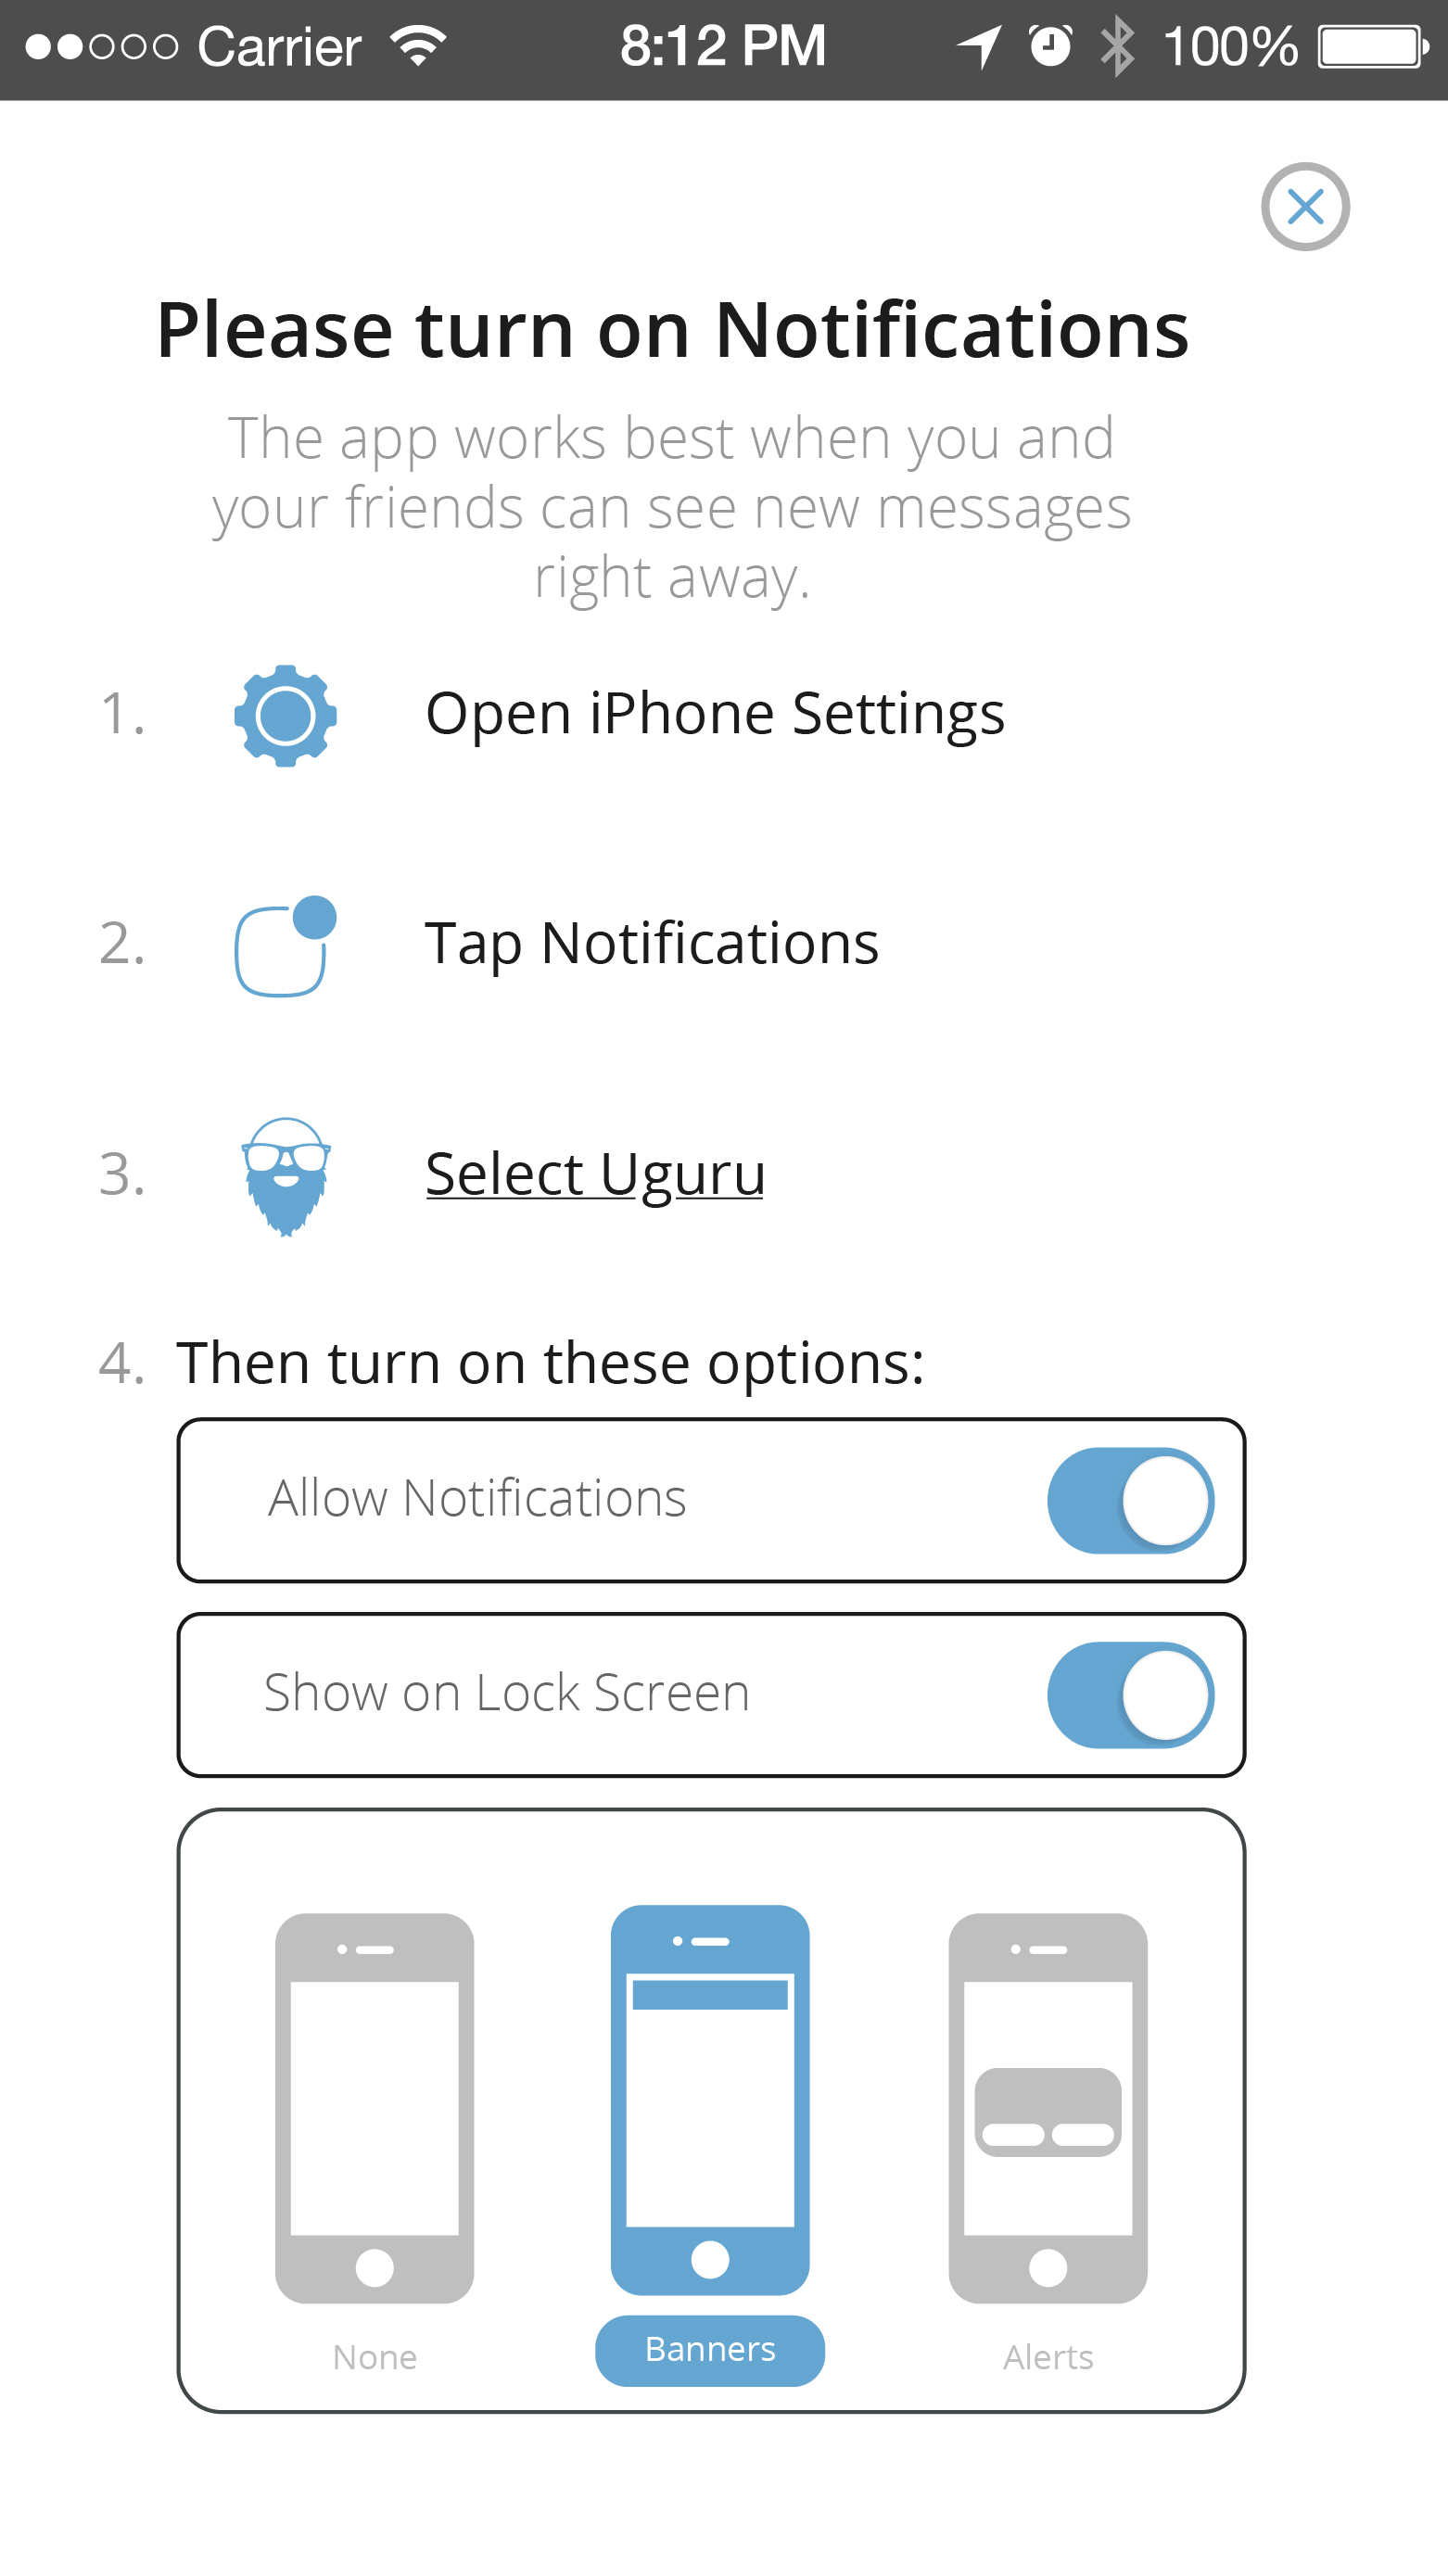 Carrier 8:12 PM 100%
Please turn on Notifications
The app works best when you and
your friends can see new messages
right away.
1. Open iPhone Settings
2. Tap Notifications
3. Select Uguru
4. Then turn on these options:
Allow Notifications
Show on Lock Screen
None Banners Alerts